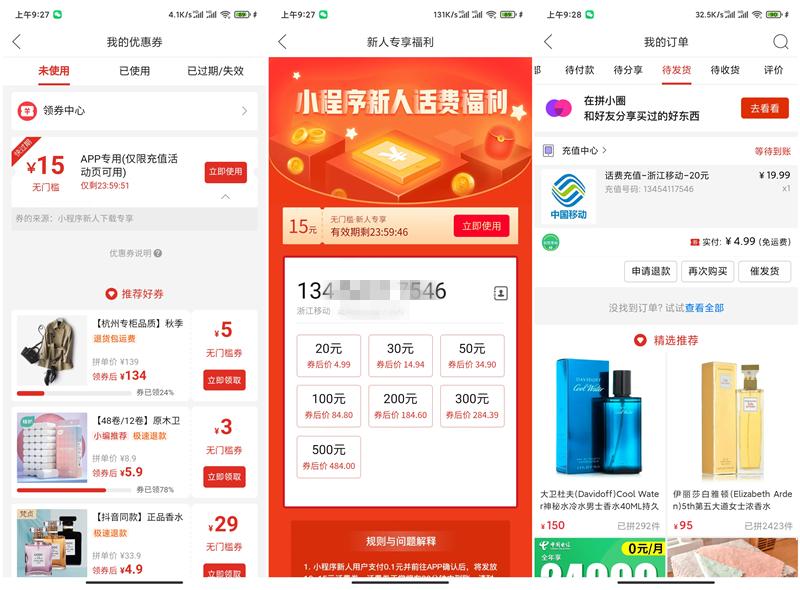 上午9:27
4.1K/s
我的优惠券
未使用
已使用
已过期/失效
领券中心
快过期
¥15
无门槛
APP专用(仅限充值活
动页可用)
仅剩23:59:51
立即使用
券的来源：小程序新人下载专享
优惠券说明
推荐好券
【杭州专柜品质】秋季
退货包运费
拼单价 ¥139
领券后 ¥134
券已领24%
¥5
无门槛券
立即领取
【48卷/12卷】原木卫
小编推荐 极速退款
拼单价 ¥8.9
领券后 ¥5.9
券已领78%
¥3
无门槛券
立即领取
梵贞
【抖音同款】正品香水
极速退款
拼单价 ¥33.9
领券后 ¥4.9
¥29
无门槛券
立即领取
上午9:27
131K/s
新人专享福利
小程序新人话费福利
15元
无门槛·新人专享
有效期剩23:59:46
立即使用
134
7546
浙江移动
20元
券后价 4.99
30元
券后价 14.94
50元
券后价 34.90
100元
券后价 84.80
200元
券后价 184.60
300元
券后价 284.39
500元
券后价 484.00
规则与问题解释
1. 小程序新人用户支付0.1元并前往APP确认后，将发放
上午9:28
32.5K/s
我的订单
待付款
待分享
待发货
待收货
评价
在拼小圈
和好友分享买过的好东西
去看看
充值中心
等待到账
中国移动
话费充值-浙江移动-20元
充值号码: 13454117546
¥19.99
x1
实付: ¥4.99 (免运费)
申请退款
再次购买
催发货
没找到订单? 试试查看全部
精选推荐
DAVIDOFF
Cool Water
大卫杜夫(Davidoff)Cool Wate
r神秘水冷水男士香水40ML持久
¥150
已拼292件
伊丽莎白雅顿(Elizabeth Arde
n)5th第五大道女士浓香水
¥95
已拼2423件
中国电信
0元/月
全年享